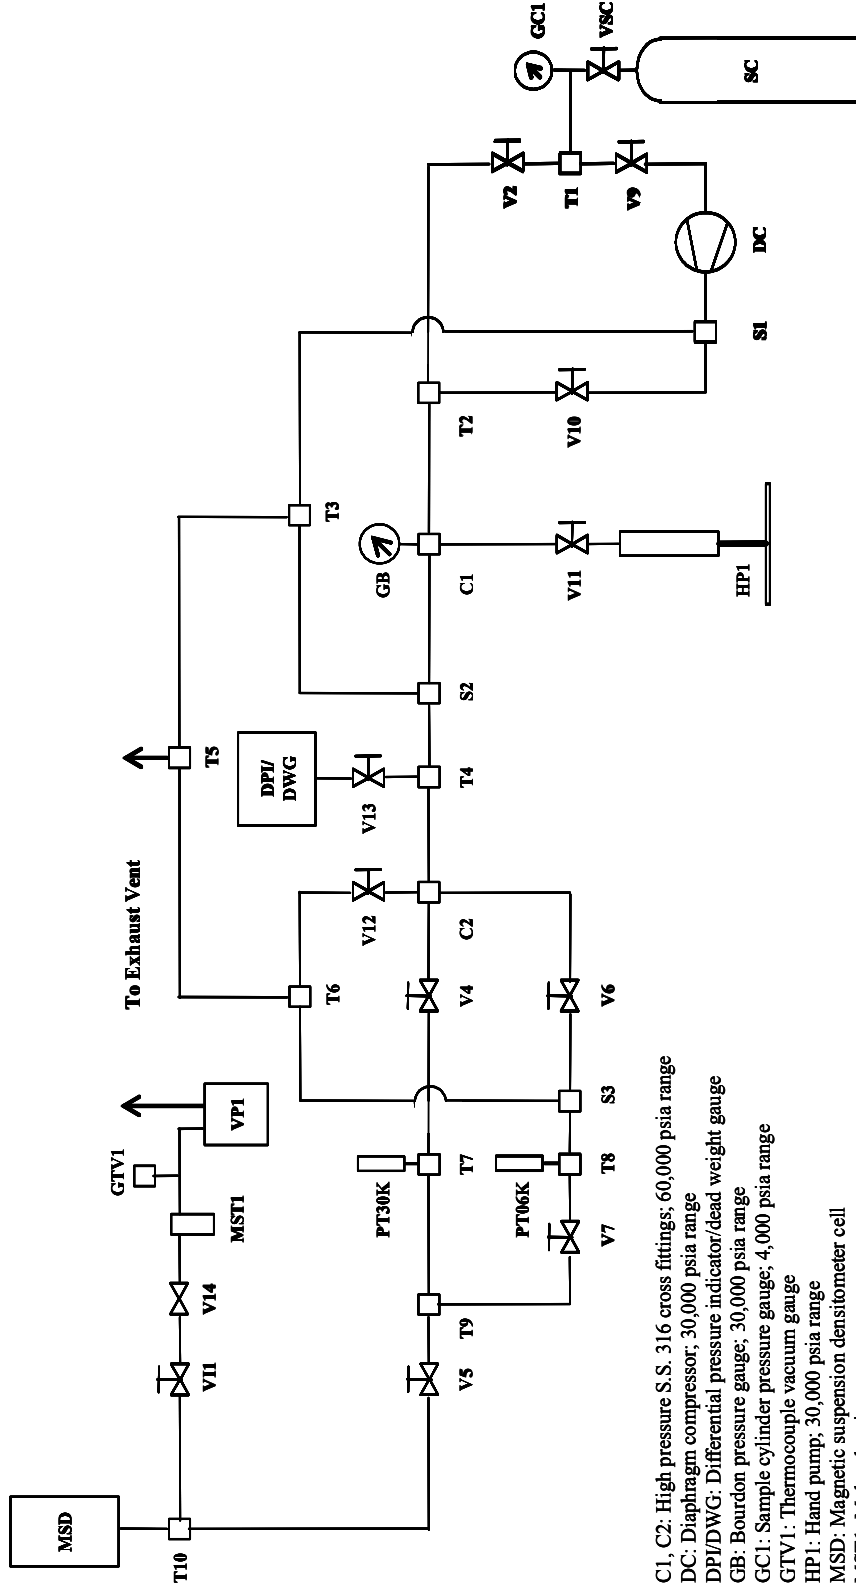 MSD
T10
VI1
V14
MST1
GTV1
VP1
To Exhaust Vent
T5
T3
T6
V12
DPI/
DWG
V13
GB
T9
V5
T7
PT30K
V4
C2
T4
S2
C1
T2
V2
T1
V9
GC1
VSC
SC
V7
T8
PT06K
S3
V6
V11
HP1
V10
S1
DC
C1, C2: High pressure S.S. 316 cross fittings; 60,000 psia range
DC: Diaphragm compressor; 30,000 psia range
DPI/DWG: Differential pressure indicator/dead weight gauge
GB: Bourdon pressure gauge; 30,000 psia range
GC1: Sample cylinder pressure gauge; 4,000 psia range
GTV1: Thermocouple vacuum gauge
HP1: Hand pump; 30,000 psia range
MSD: Magnetic suspension densitometer cell